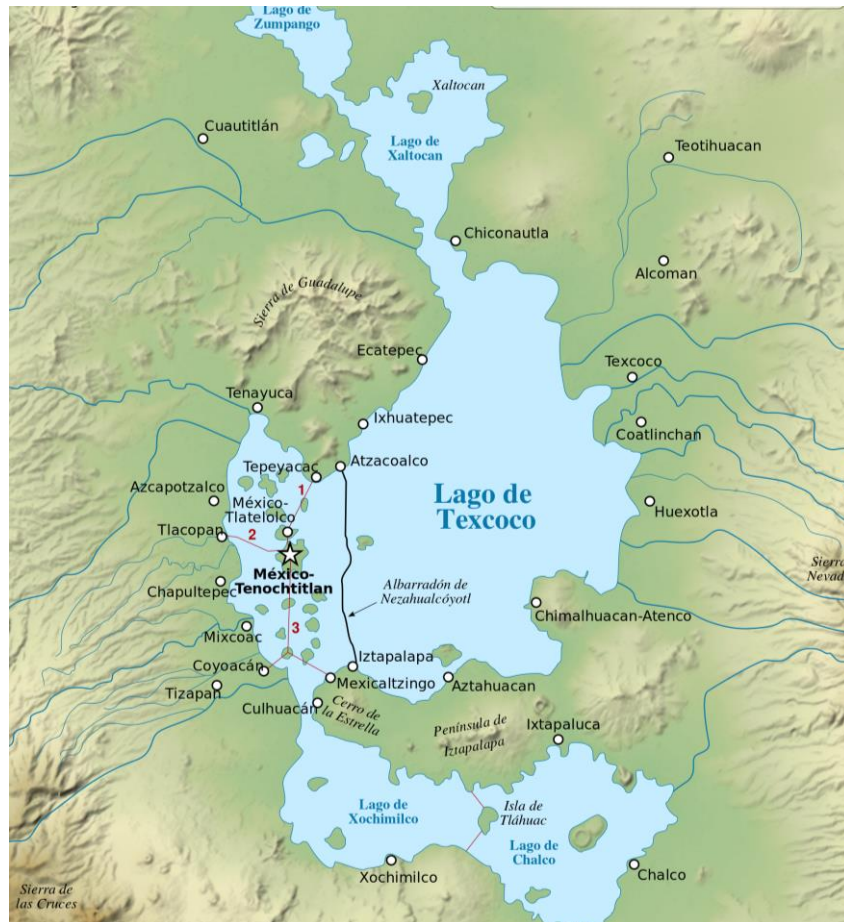 Lago de
Zumpango
Xaltocan
Cuautitlán
Lago de
Xaltocan
Teotihuacan
Chiconautla
Alcoman
Sierra de Guadalupe
Ecatepec
Texcoco
Tenayuca
Ixhuatepec
Coatlinchan
Atzacoalco
Tepeyacac
Azcapotzalco
1
Lago de
Texcoco
México-
Tlatelolco
Huexotla
Tlacopan
2
Sierra
Nevad
México-
Tenochtitlan
Chapultepec
Albarradón de
Nezahualcóyotl
Chimalhuacan-Atenco
Mixcoac
3
Iztapalapa
Coyoacán
Mexicaltzingo
Aztahuacan
Tizapan
Culhuacán
Cerro de
la Estrella
Península de
Iztapalapa
Ixtapaluca
Lago de
Xochimilco
Isla de
Tláhuac
Lago de
Chalco
Xochimilco
Chalco
Sierra de
las Cruces